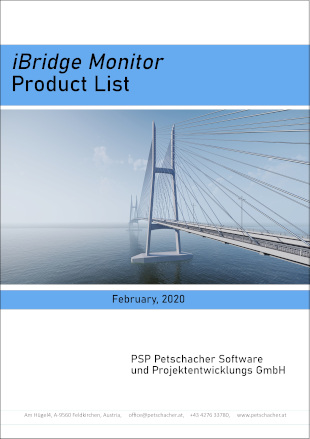 iBridge Monitor
Product List
February, 2020
PSP Petschacher Software
und Projektentwicklungs GmbH
Am Hügel4, A-9560 Feldkirchen, Austria, office@petschacher.at, +43 4276 33780, www.petschacher.at